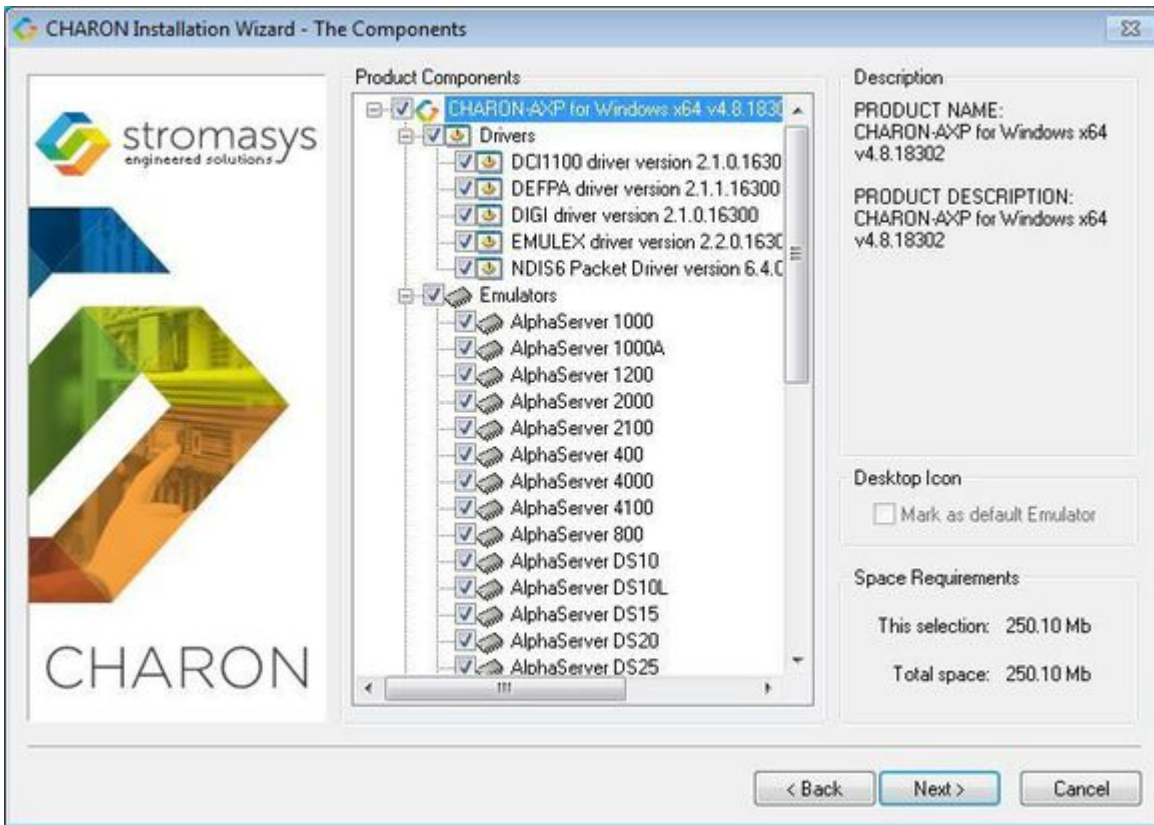 CHARON Installation Wizard - The Components
stromasys
engineered solutions
CHARON
Product Components
CHARON-AXP for Windows x64 v4.8.1830
Drivers
DCI1100 driver version 2.1.0.1630
DEFPA driver version 2.1.1.16300
DIGI driver version 2.1.0.16300
EMULEX driver version 2.2.0.1630
NDIS6 Packet Driver version 6.4.0
Emulators
AlphaServer 1000
AlphaServer 1000A
AlphaServer 1200
AlphaServer 2000
AlphaServer 2100
AlphaServer 400
AlphaServer 4000
AlphaServer 4100
AlphaServer 800
AlphaServer DS10
AlphaServer DS10L
AlphaServer DS15
AlphaServer DS20
AlphaServer DS25
Description
PRODUCT NAME:
CHARON-AXP for Windows x64
v4.8.18302
PRODUCT DESCRIPTION:
CHARON-AXP for Windows x64
v4.8.18302
Desktop Icon
Mark as default Emulator
Space Requirements
This selection: 250.10 Mb
Total space: 250.10 Mb
< Back
Next >
Cancel